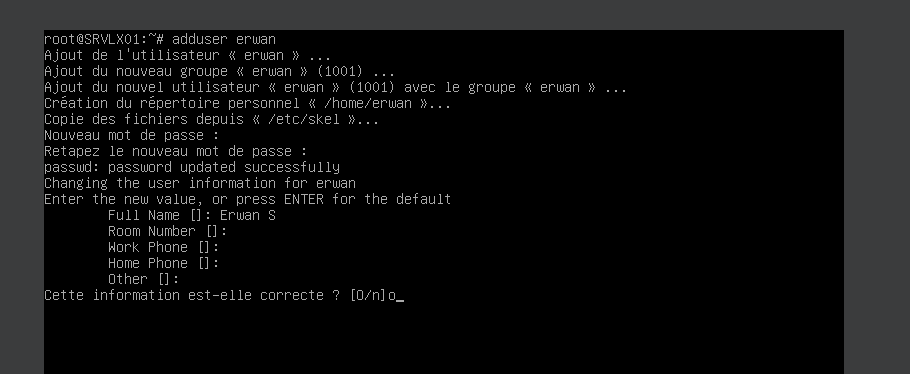 root@SRVLX01:~# adduser erwan
Ajout de l'utilisateur « erwan » ...
Ajout du nouveau groupe « erwan » (1001) ...
Ajout du nouvel utilisateur « erwan » (1001) avec le groupe « erwan » ...
Création du répertoire personnel « /home/erwan »...
Copie des fichiers depuis « /etc/skel »...
Nouveau mot de passe :
Retapez le nouveau mot de passe :
passwd: password updated successfully
Changing the user information for erwan
Enter the new value, or press ENTER for the default
Full Name []: Erwan S
Room Number []:
Work Phone []:
Home Phone []:
Other []:
Cette information est-elle correcte ? [O/n]o_